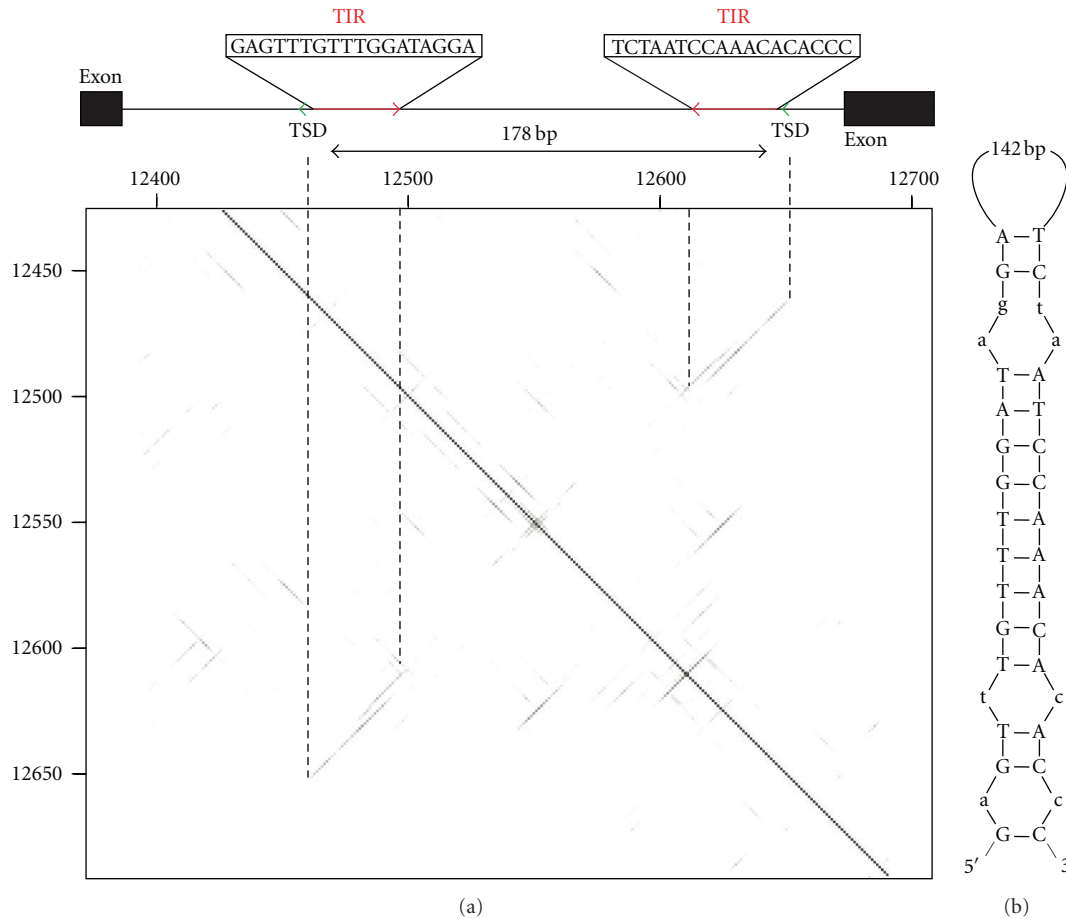 TIR TIR
GAGTTTGTTTGGATAGGA TCTAATCCAAACACACCC
Exon
TSD TSD Exon
178 bp
142 bp
12400 12500 12600 12700
12450
12500
12550
12600
12650
A T
G C
g t
a a
T A
A T
G C
G C
T A
T A
T A
G C
T A
t c
T A
G C
a c
G C
5′ 3′
(a) (b)